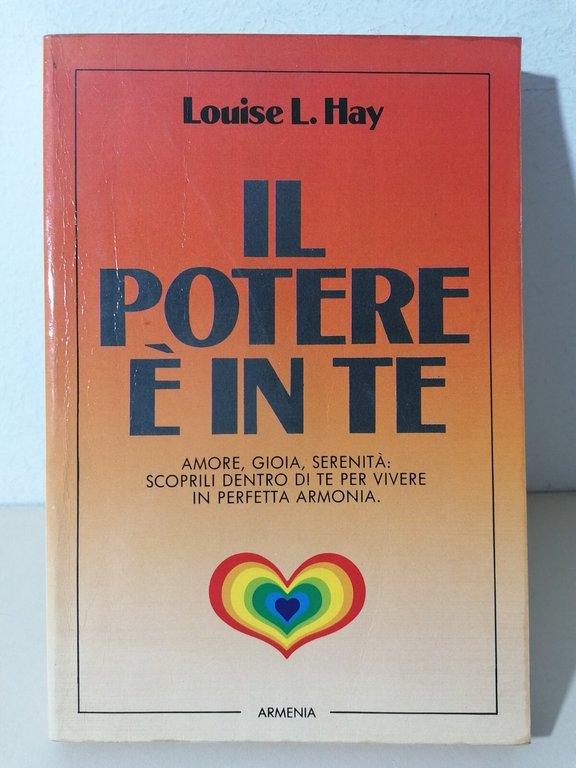 Louise L. Hay
IL
POTERE
È IN TE
AMORE, GIOIA, SERENITÀ:
SCOPRILI DENTRO DI TE PER VIVERE
IN PERFETTA ARMONIA.
ARMENIA